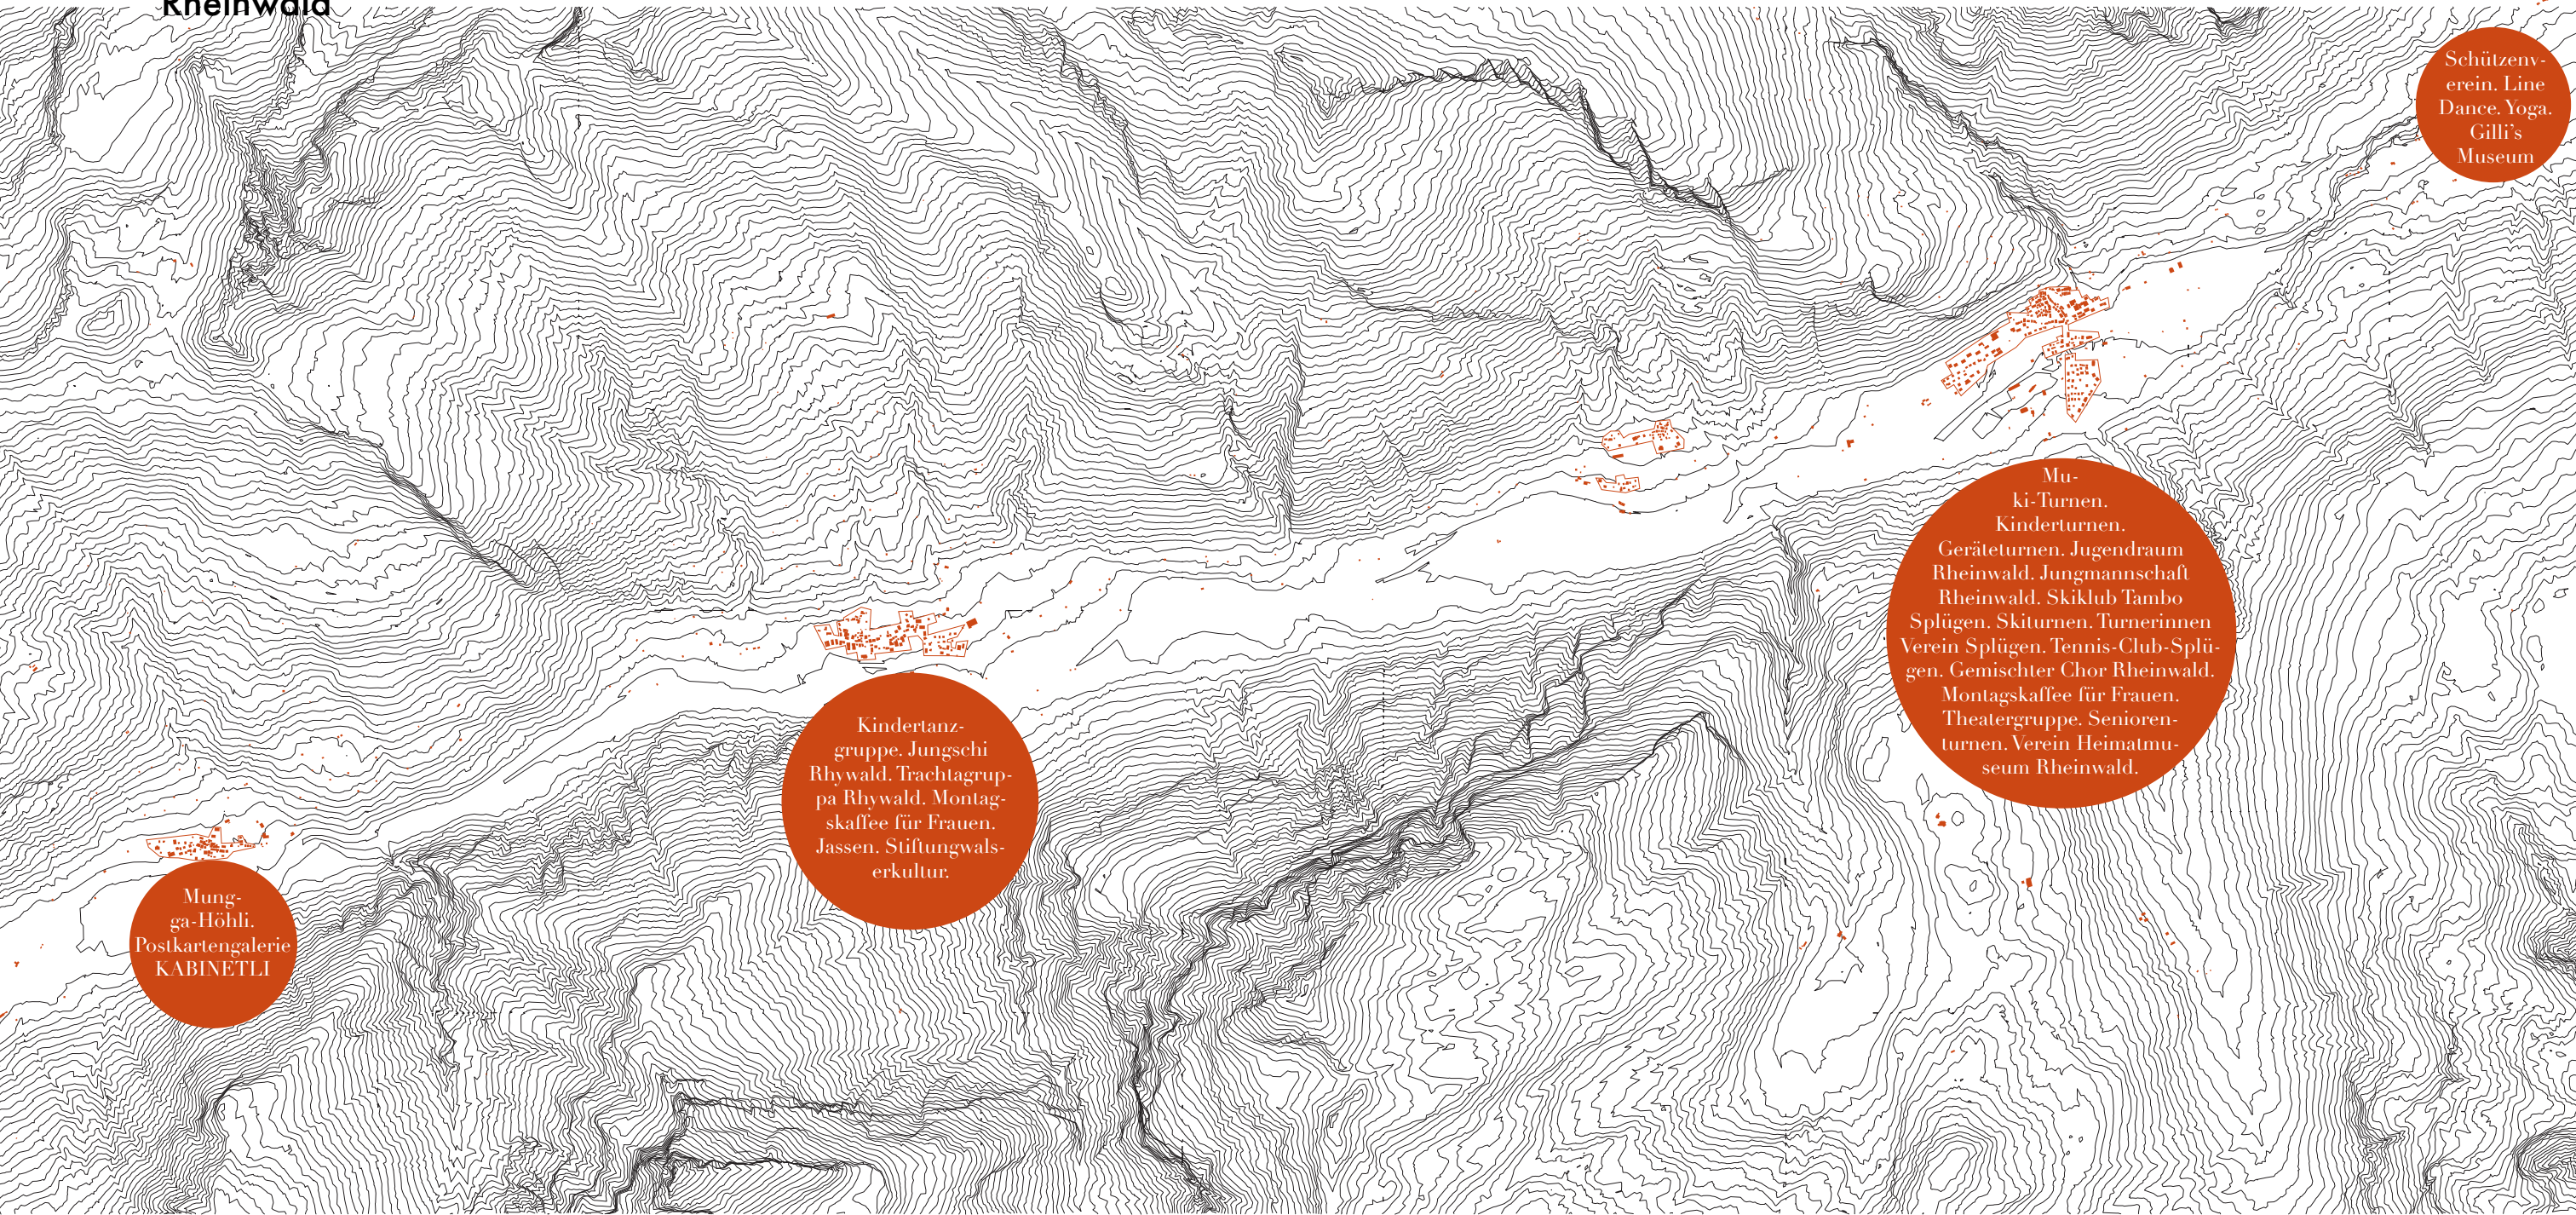 Rheinwald
Schützenv-
erein. Line
Dance. Yoga.
Gilli’s
Museum
Mu-
ki-Turnen.
Kinderturnen.
Geräteturnen. Jugendraum
Rheinwald. Jungmannschaft
Rheinwald. Skiklub Tambo
Splügen. Skiturnen. Turnerinnen
Verein Splügen. Tennis-Club-Splü-
gen. Gemischter Chor Rheinwald.
Montagskaffee für Frauen.
Theatergruppe. Senioren-
turnen. Verein Heimatmu-
seum Rheinwald.
Kindertanz-
gruppe. Jungschi
Rhywald. Trachtagrup-
pa Rhywald. Montag-
skaffee für Frauen.
Jassen. Stiftungwals-
erkultur.
Mung-
ga-Höhli.
Postkartengalerie
KABINETLI